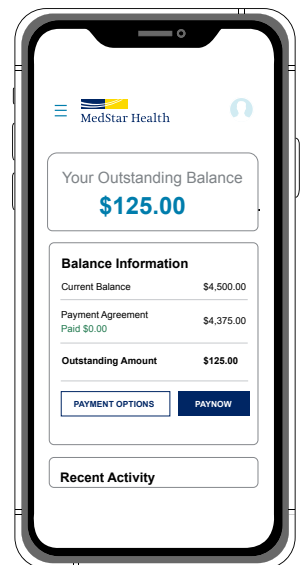 MedStar Health
Your Outstanding Balance
$125.00
Balance Information
Current Balance $4,500.00
Payment Agreement $4,375.00
Paid $0.00
Outstanding Amount $125.00
PAYMENT OPTIONS PAYNOW
Recent Activity